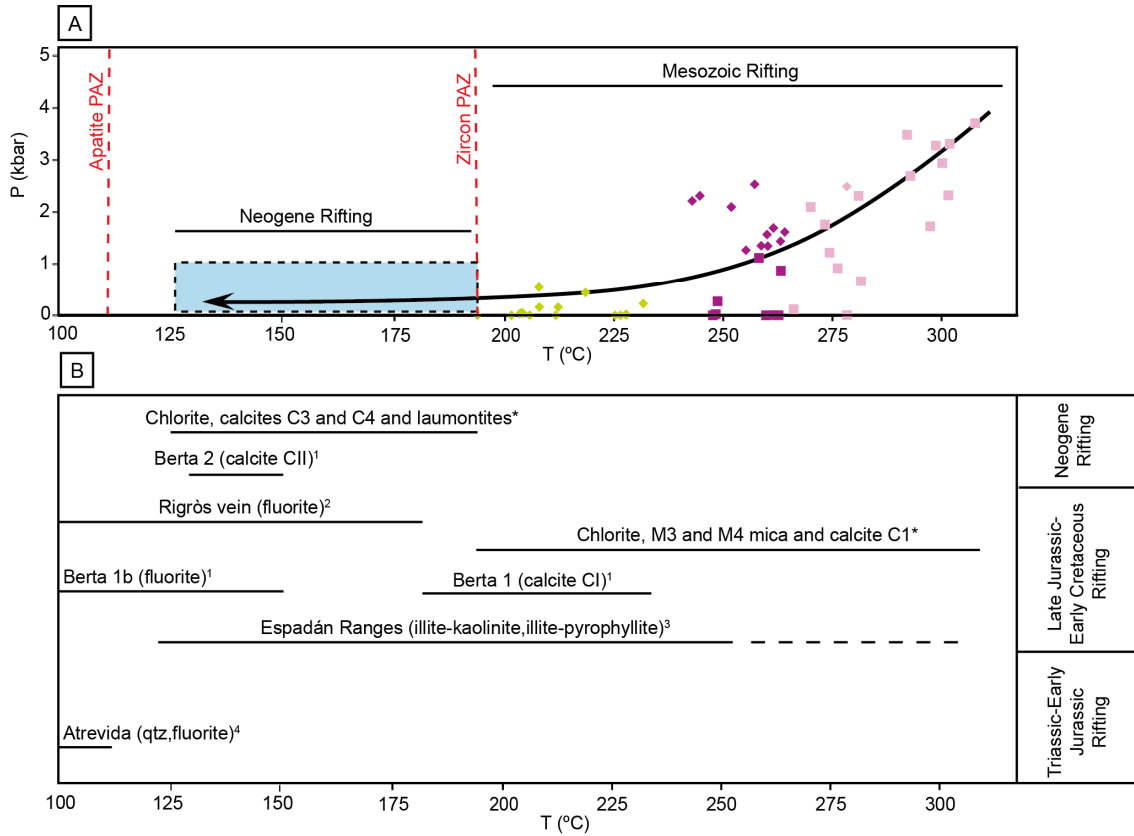 A
5
4
3
2
1
0
P (kbar)
Apatite PAZ
Zircon PAZ
Mesozoic Rifting
Neogene Rifting
100 125 150 175 200 225 250 275 300
T (ºC)
B
Chlorite, calcites C3 and C4 and laumontites*
Berta 2 (calcite CII)¹
Rigròs vein (fluorite)²
Chlorite, M3 and M4 mica and calcite C1*
Berta 1b (fluorite)¹
Berta 1 (calcite CI)¹
Espadán Ranges (illite-kaolinite,illite-pyrophyllite)³
Atrevida (qtz,fluorite)⁴
Neogene
Rifting
Late Jurassic-
Early Cretaceous
Rifting
Triassic-Early
Jurassic
Rifting
100 125 150 175 200 225 250 275 300
T (ºC)